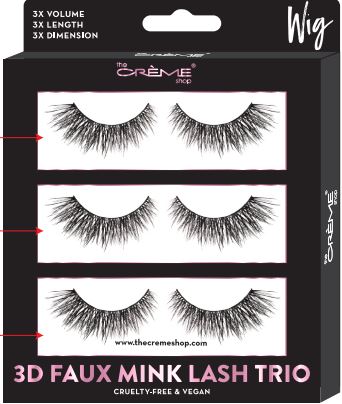 3X VOLUME
3X LENGTH
3X DIMENSION
Wig
the
CRÈME®
shop
the
CRÈME®
shop
www.thecremeshop.com
3D FAUX MINK LASH TRIO
CRUELTY-FREE & VEGAN